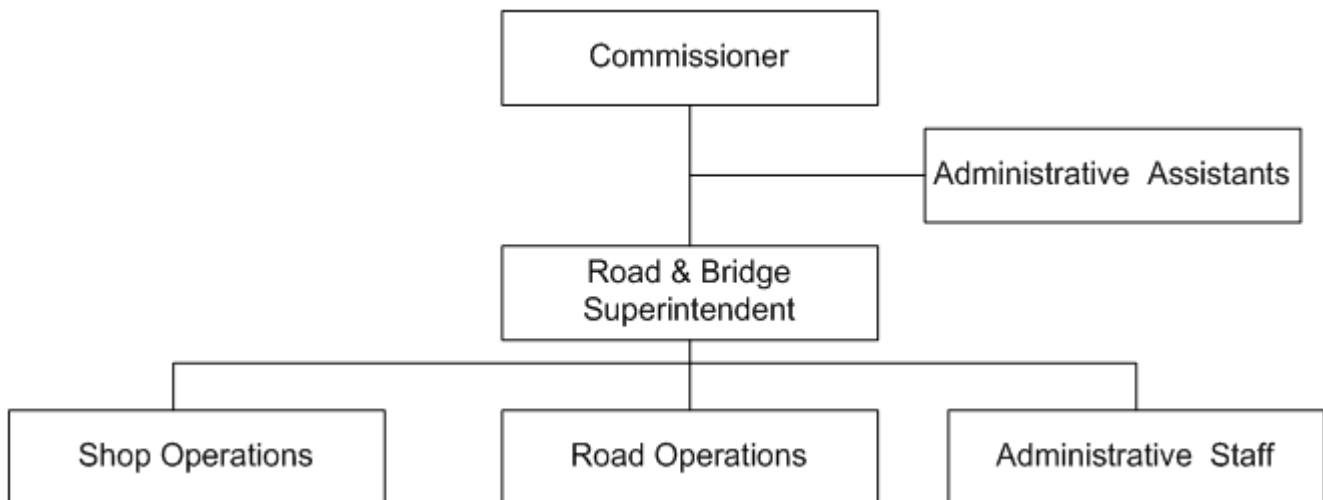 Commissioner
Administrative Assistants
Road & Bridge
Superintendent
Shop Operations
Road Operations
Administrative Staff